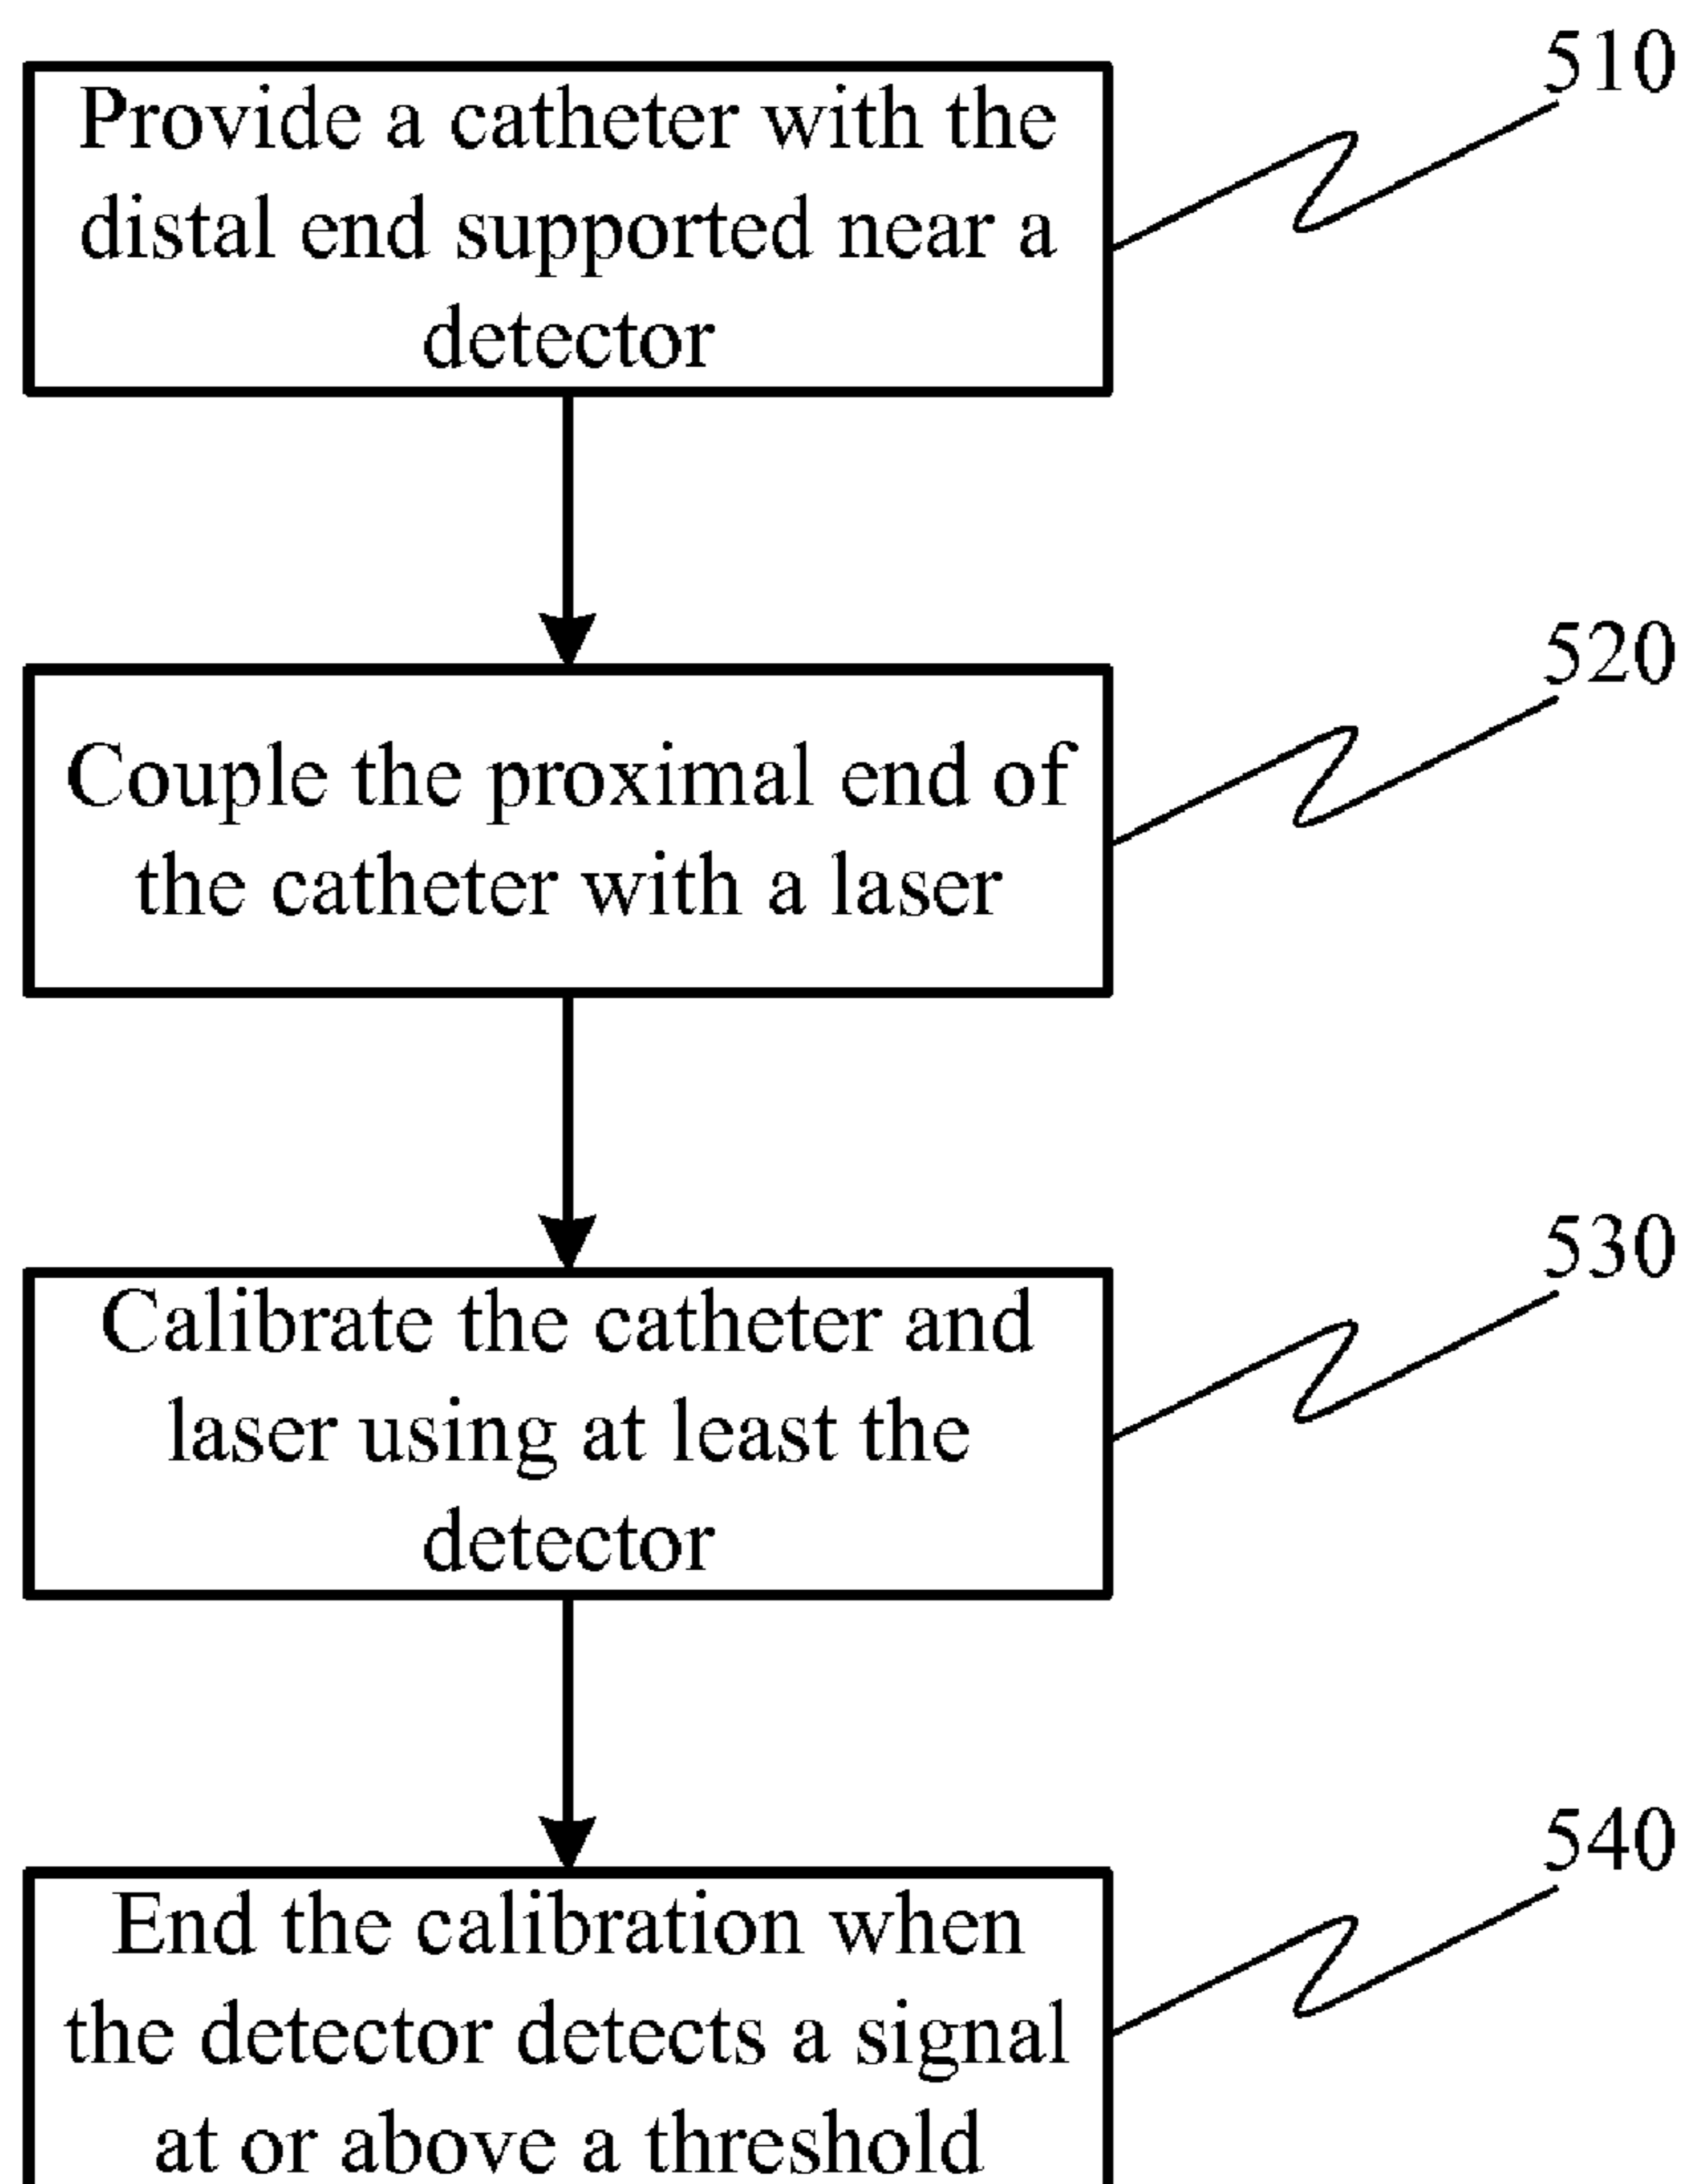 510
Provide a catheter with the
distal end supported near a
detector
520
Couple the proximal end of
the catheter with a laser
530
Calibrate the catheter and
laser using at least the
detector
540
End the calibration when
the detector detects a signal
at or above a threshold